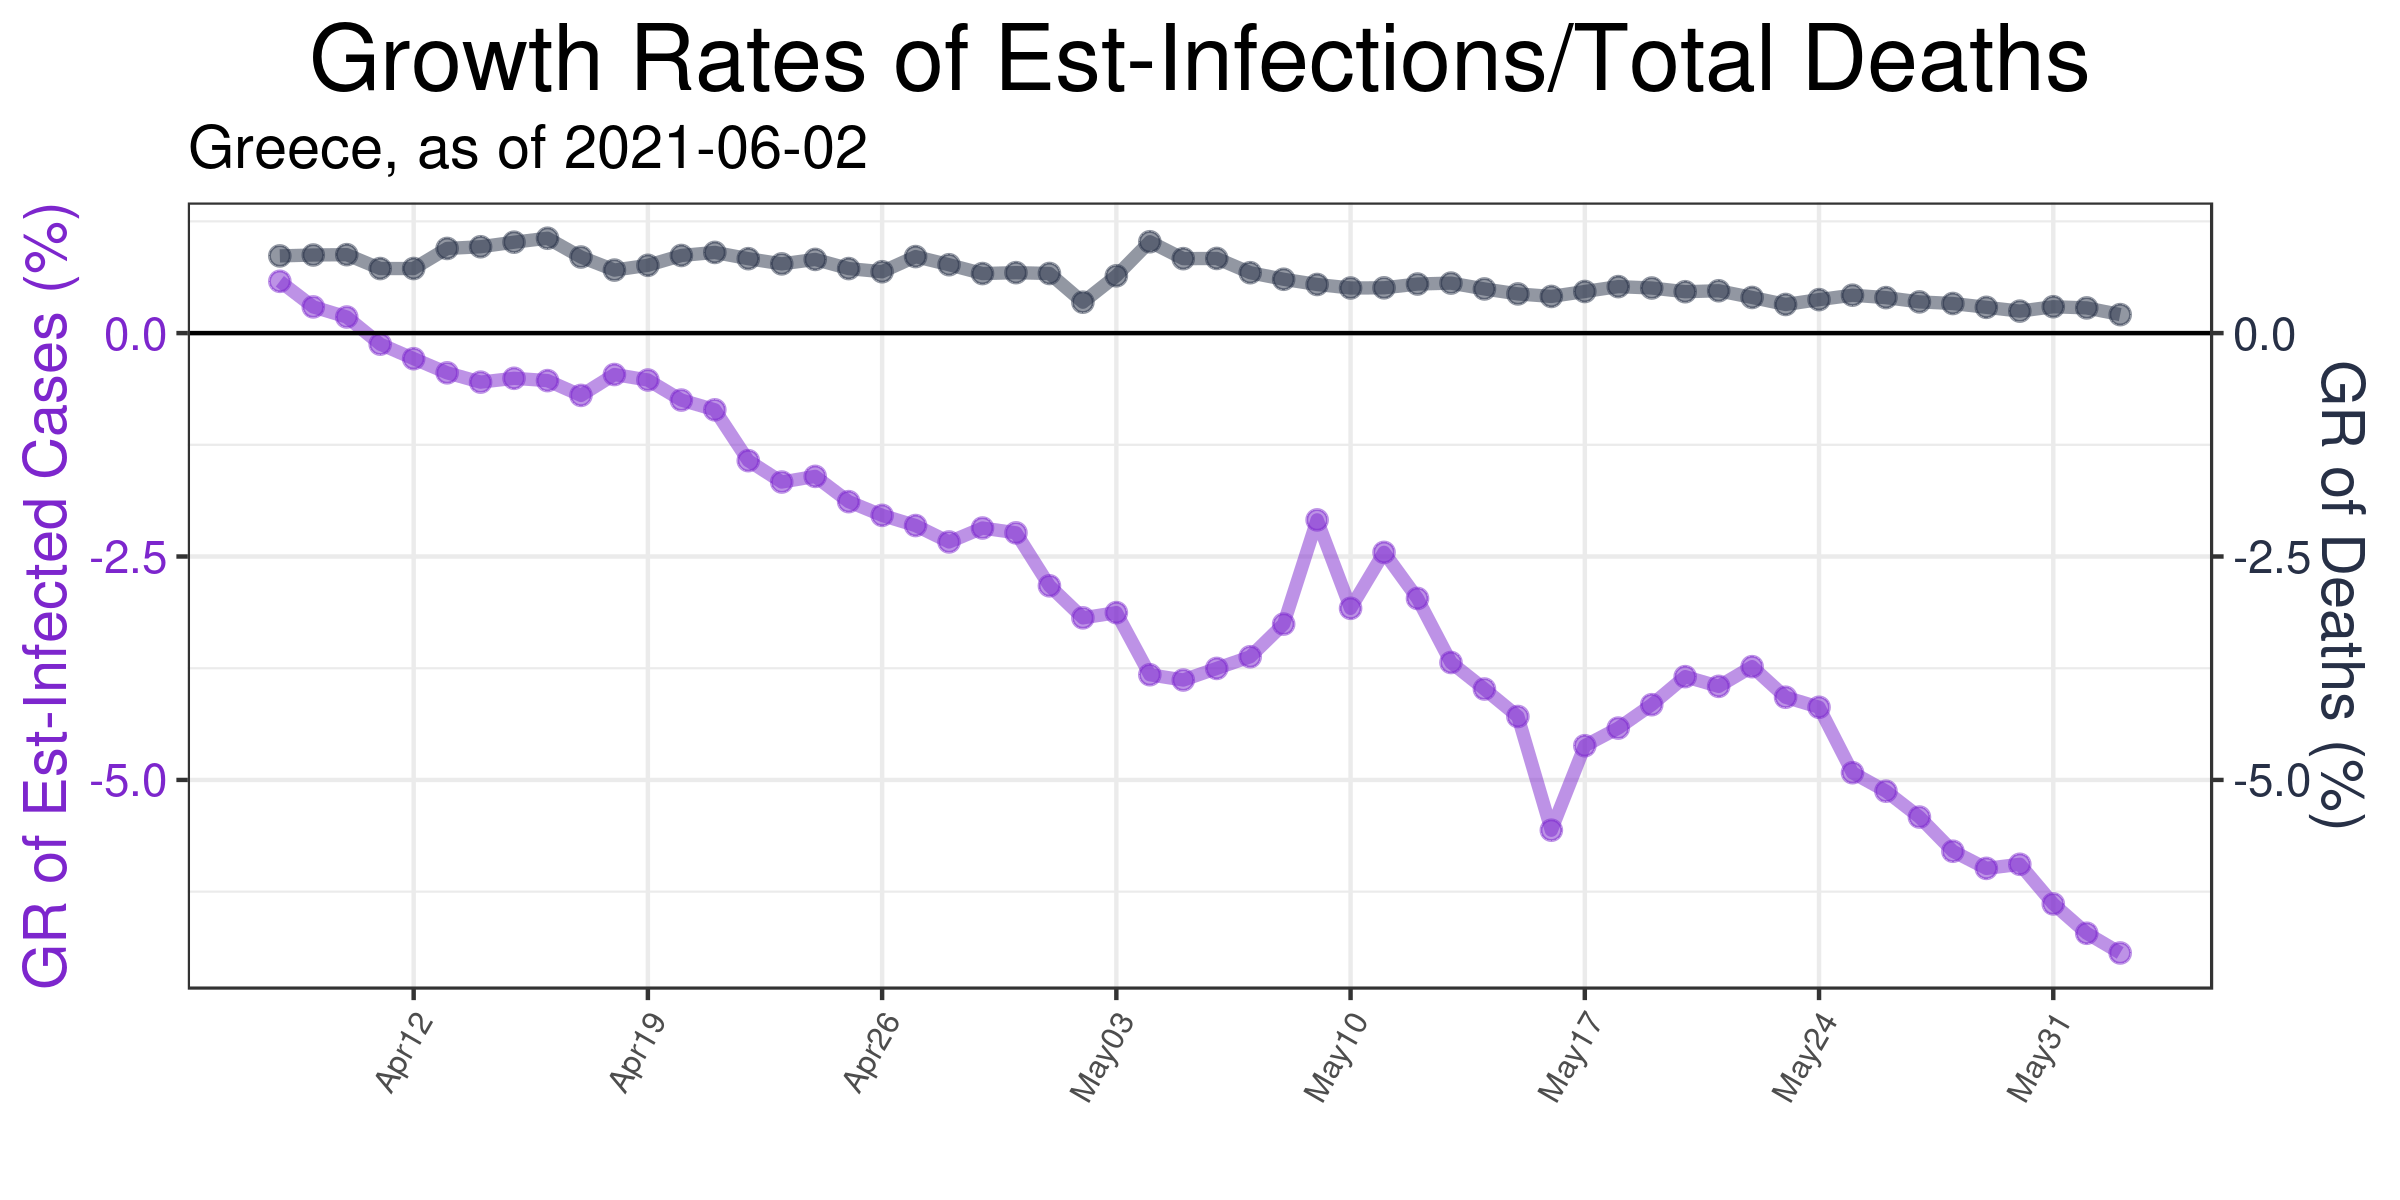 Growth Rates of Est-Infections/Total Deaths
Greece, as of 2021-06-02
GR of Est-Infected Cases (%)
0.0
-2.5
-5.0
0.0
-2.5
-5.0
GR of Deaths (%)
Apr12
Apr19
Apr26
May03
May10
May17
May24
May31